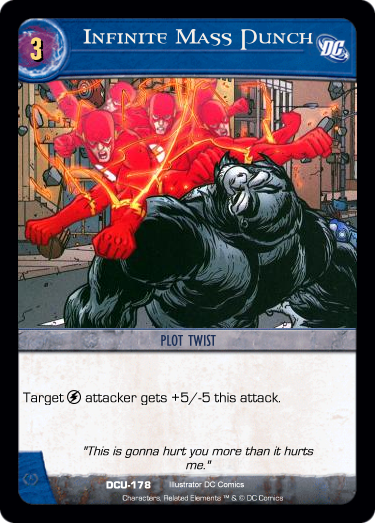 3
INFINITE MASS PUNCH
DC
PLOT TWIST
Target attacker gets +5/-5 this attack.
"This is gonna hurt you more than it hurts
me."
DCU-178 Illustrator DC Comics
Characters, Related Elements ™ & © DC Comics